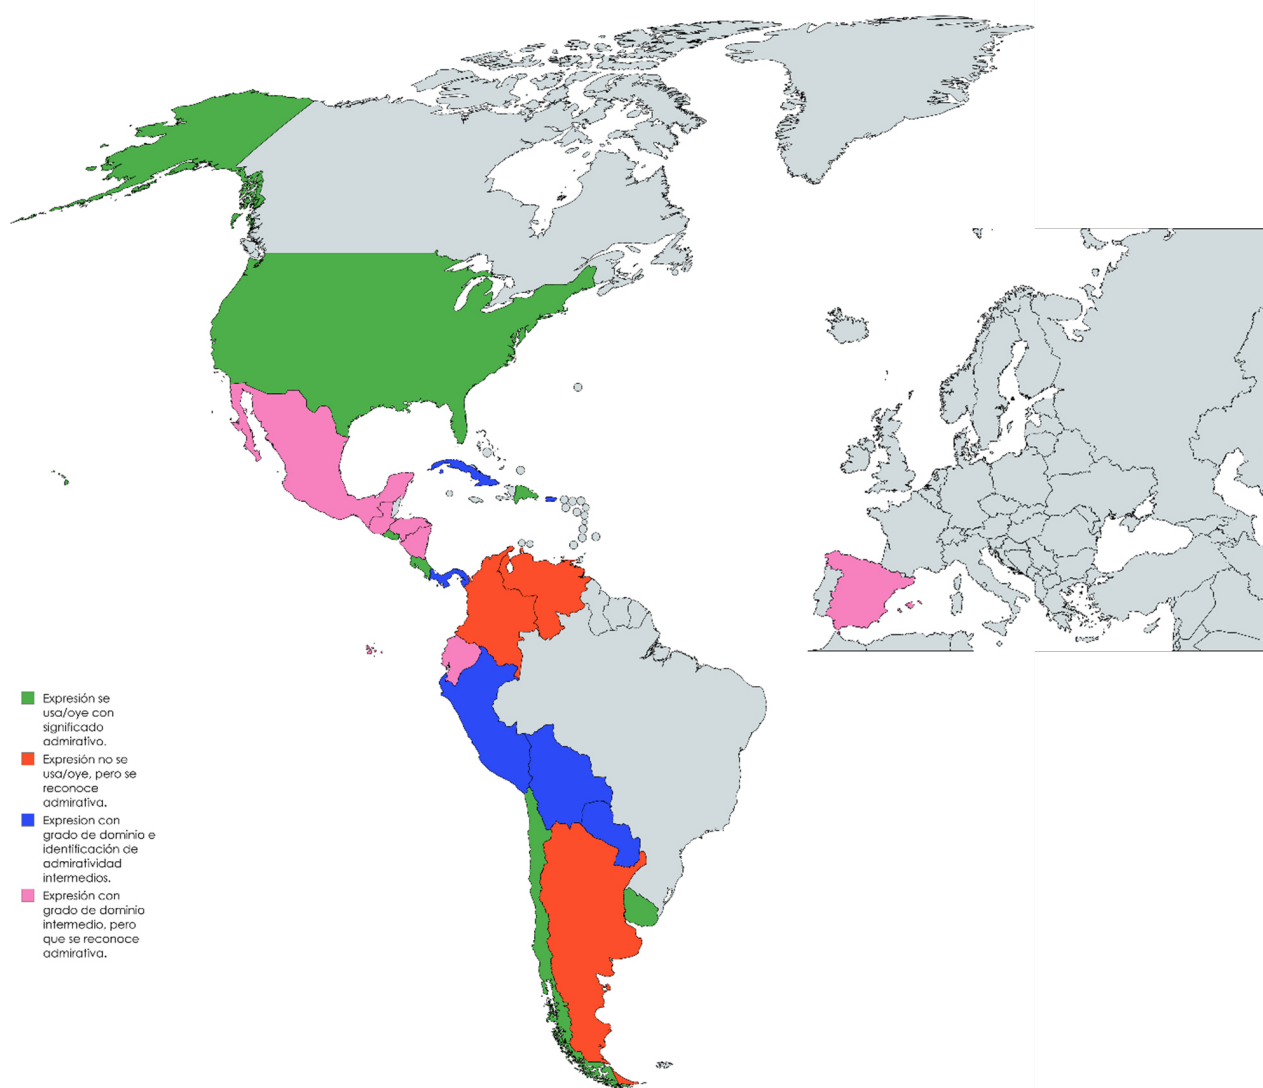 Expresión se
usa/oye con
significado
admirativo.
Expresión no se
usa/oye, pero se
reconoce
admirativa.
Expresion con
grado de dominio e
identificación de
admiratividad
intermedios.
Expresión con
grado de dominio
intermedio, pero
que se reconoce
admirativa.